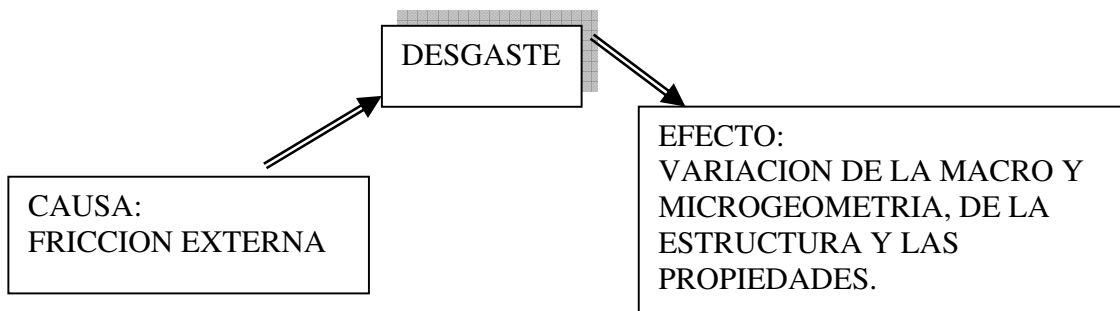 DESGASTE
CAUSA:
FRICCION EXTERNA
EFECTO:
VARIACION DE LA MACRO Y
MICROGEOMETRIA, DE LA
ESTRUCTURA Y LAS
PROPIEDADES.